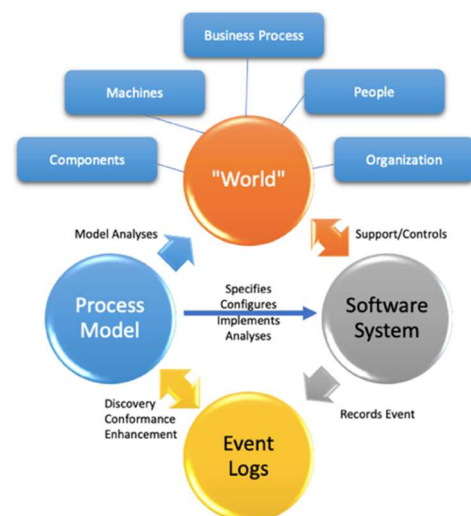 Business Process
Machines
People
Components
"World"
Organization
Model Analyses
Support/Controls
Process
Model
Specifies
Configures
Implements
Analyses
Software
System
Discovery
Conformance
Enhancement
Records Event
Event
Logs